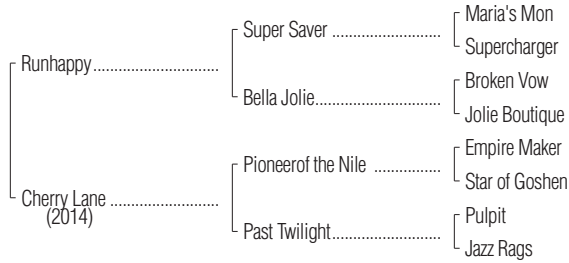 Maria's Mon
Super Saver ........................
Supercharger
Runhappy............................
Broken Vow
Bella Jolie............................
Jolie Boutique
Empire Maker
Pioneerof the Nile ...............
Star of Goshen
Cherry Lane ........................
(2014)
Pulpit
Past Twilight........................
Jazz Rags